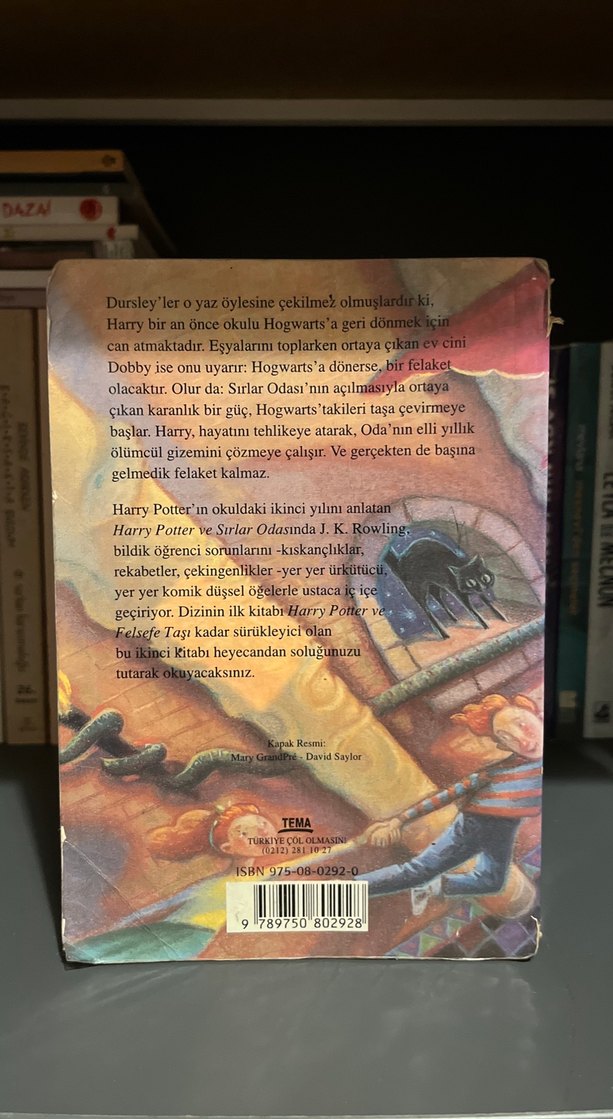 DAZAI
Dursley'ler o yaz öylesine çekilmez olmuşlardır ki,
Harry bir an önce okulu Hogwarts'a geri dönmek için
can atmaktadır. Eşyalarını toplarken ortaya çıkan ev cini
Dobby ise onu uyarır: Hogwarts'a dönerse, bir felaket
olacaktır. Olur da: Sırlar Odası'nın açılmasıyla ortaya
çıkan karanlık bir güç, Hogwarts'takileri taşa çevirmeye
başlar. Harry, hayatını tehlikeye atarak, Oda'nın elli yıllık
ölümcül gizemini çözmeye çalışır. Ve gerçekten de başına
gelmedik felaket kalmaz.
Harry Potter'ın okuldaki ikinci yılını anlatan
Harry Potter ve Sırlar Odasında J. K. Rowling,
bildik öğrenci sorunlarını -kıskançlıklar,
rekabetler, çekingenlikler -yer yer ürkütücü,
yer yer komik düşsel öğelerle ustaca iç içe
geçiriyor. Dizinin ilk kitabı Harry Potter ve
Felsefe Taşı kadar sürükleyici olan
bu ikinci kitabı heyecandan soluğunuzu
tutarak okuyacaksınız.
Kapak Resmi:
Mary GrandPré - David Saylor
TEMA
TÜRKİYE ÇÖL OLMASIN!
(0212) 281 10 27
ISBN 975-08-0292-0
9 789750 802928